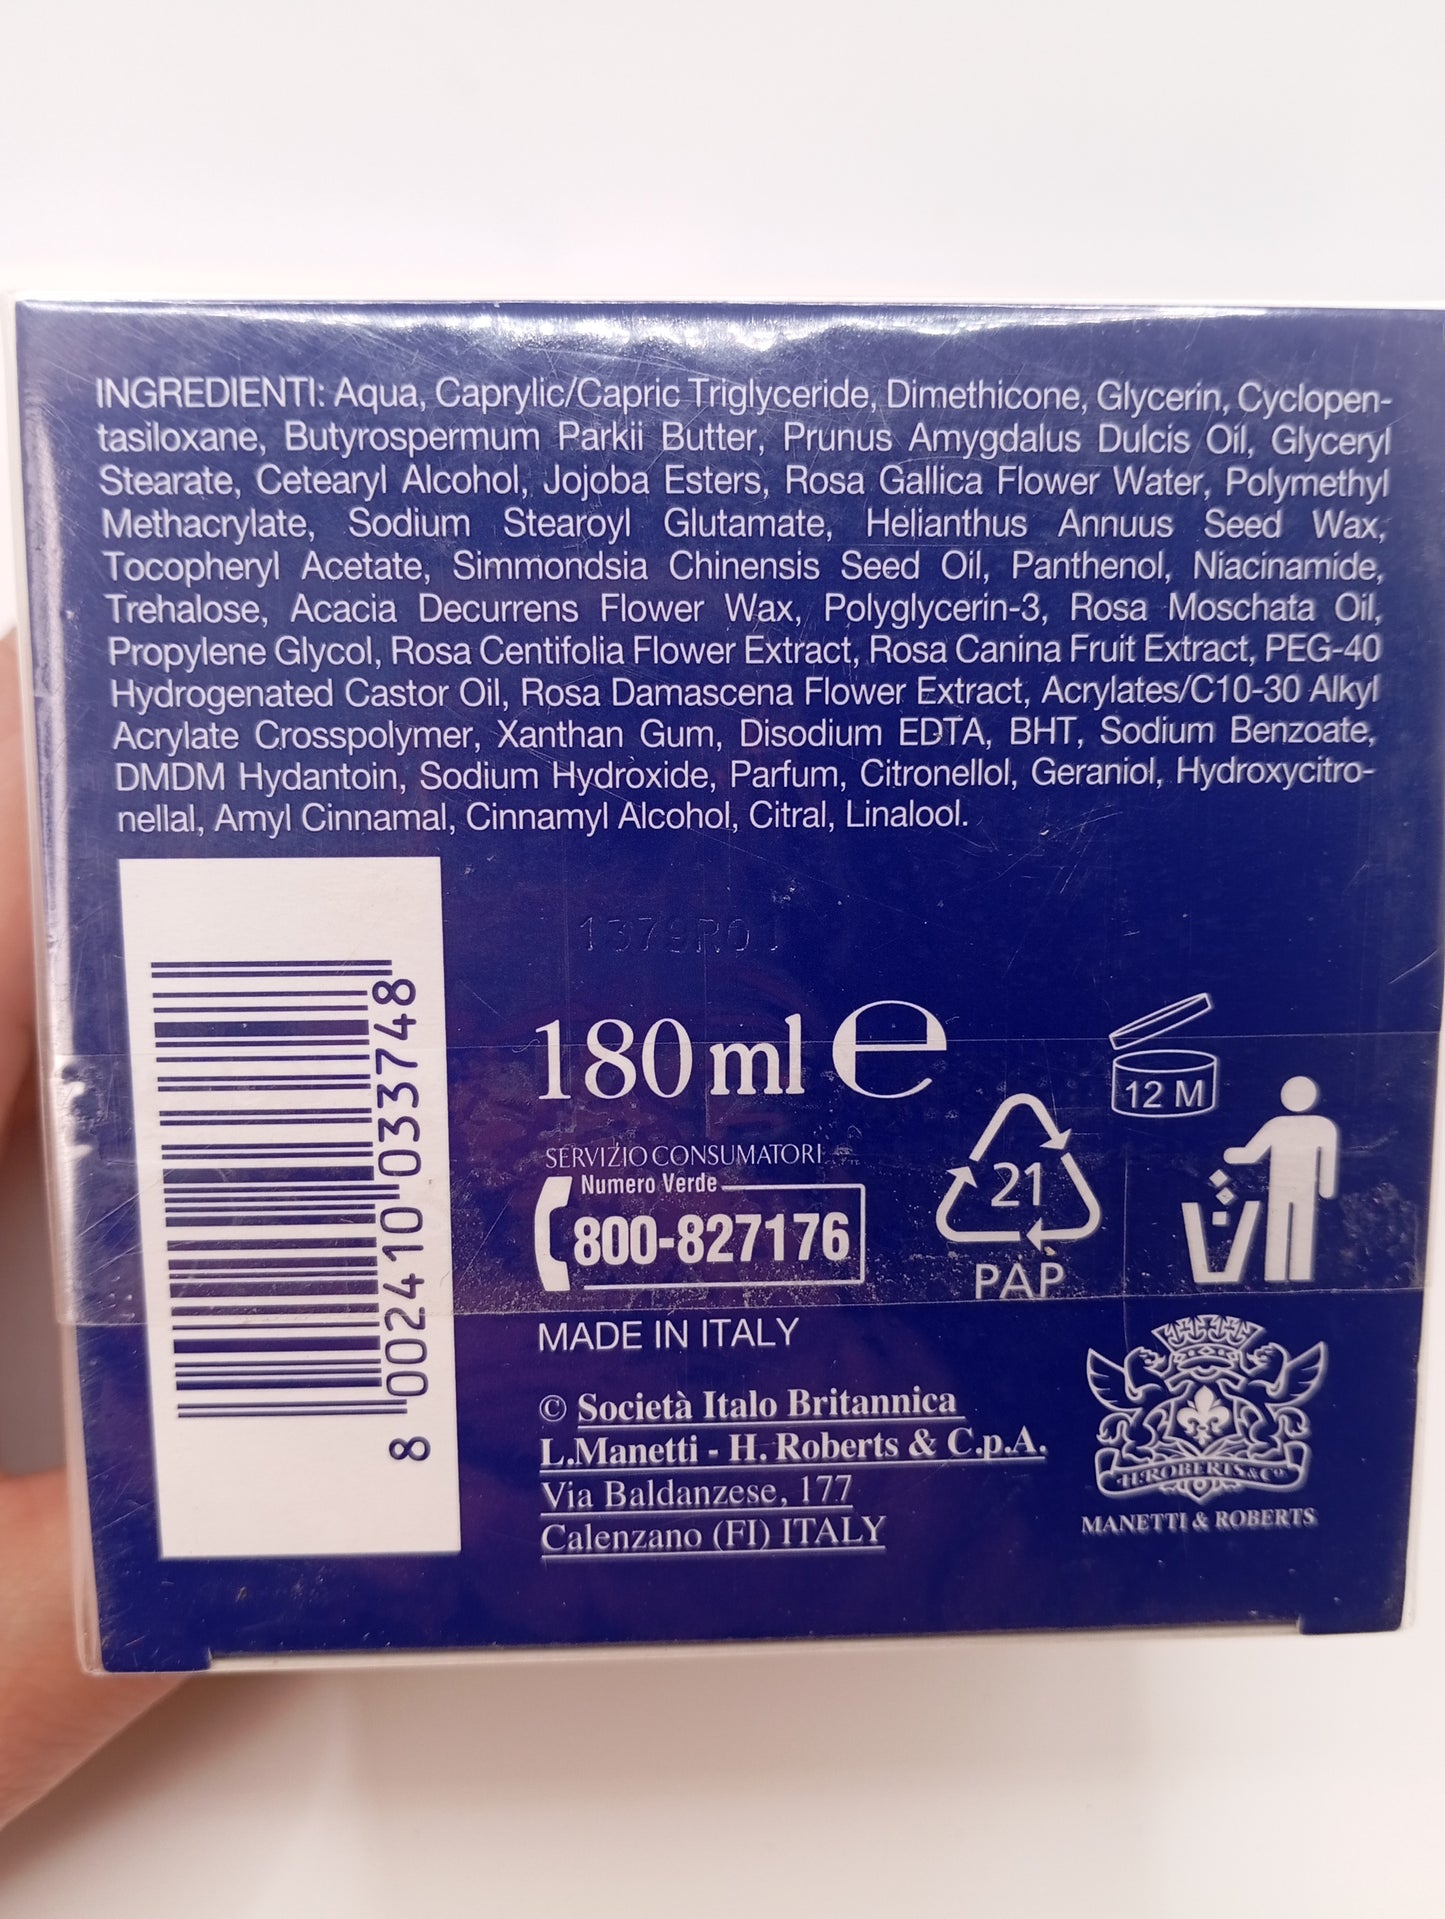 INGREDIENTI: Aqua, Caprylic/Capric Triglyceride, Dimethicone, Glycerin, Cyclopen-
tasiloxane, Butyrospermum Parkii Butter, Prunus Amygdalus Dulcis Oil, Glyceryl
Stearate, Cetearyl Alcohol, Jojoba Esters, Rosa Gallica Flower Water, Polymethyl
Methacrylate, Sodium Stearoyl Glutamate, Helianthus Annuus Seed Wax,
Tocopheryl Acetate, Simmondsia Chinensis Seed Oil, Panthenol, Niacinamide,
Trehalose, Acacia Decurrens Flower Wax, Polyglycerin-3, Rosa Moschata Oil,
Propylene Glycol, Rosa Centifolia Flower Extract, Rosa Canina Fruit Extract, PEG-40
Hydrogenated Castor Oil, Rosa Damascena Flower Extract, Acrylates/C10-30 Alkyl
Acrylate Crosspolymer, Xanthan Gum, Disodium EDTA, BHT, Sodium Benzoate,
DMDM Hydantoin, Sodium Hydroxide, Parfum, Citronellol, Geraniol, Hydroxycitro-
nellal, Amyl Cinnamal, Cinnamyl Alcohol, Citral, Linalool.
8 002410 033748
180 ml e
12 M
SERVIZIO CONSUMATORI
Numero Verde
800-827176
21
PAP
MADE IN ITALY
© Società Italo Britannica
L.Manetti - H. Roberts & C.p.A.
Via Baldanzese, 177
Calenzano (FI) ITALY
H.ROBERTS & Co
MANETTI & ROBERTS